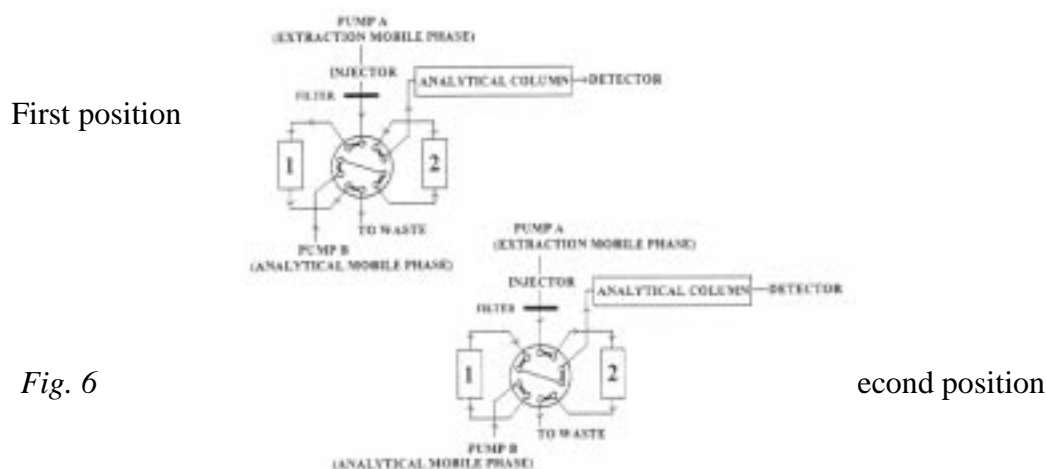 PUMP A
(EXTRACTION MOBILE PHASE)
INJECTOR
ANALYTICAL COLUMN
DETECTOR
FILTER
First position
1
2
TO WASTE
PUMP B
(ANALYTICAL MOBILE PHASE)
PUMP A
(EXTRACTION MOBILE PHASE)
INJECTOR
ANALYTICAL COLUMN
DETECTOR
FILTER
1
2
Fig. 6
econd position
TO WASTE
PUMP B
(ANALYTICAL MOBILE PHASE)